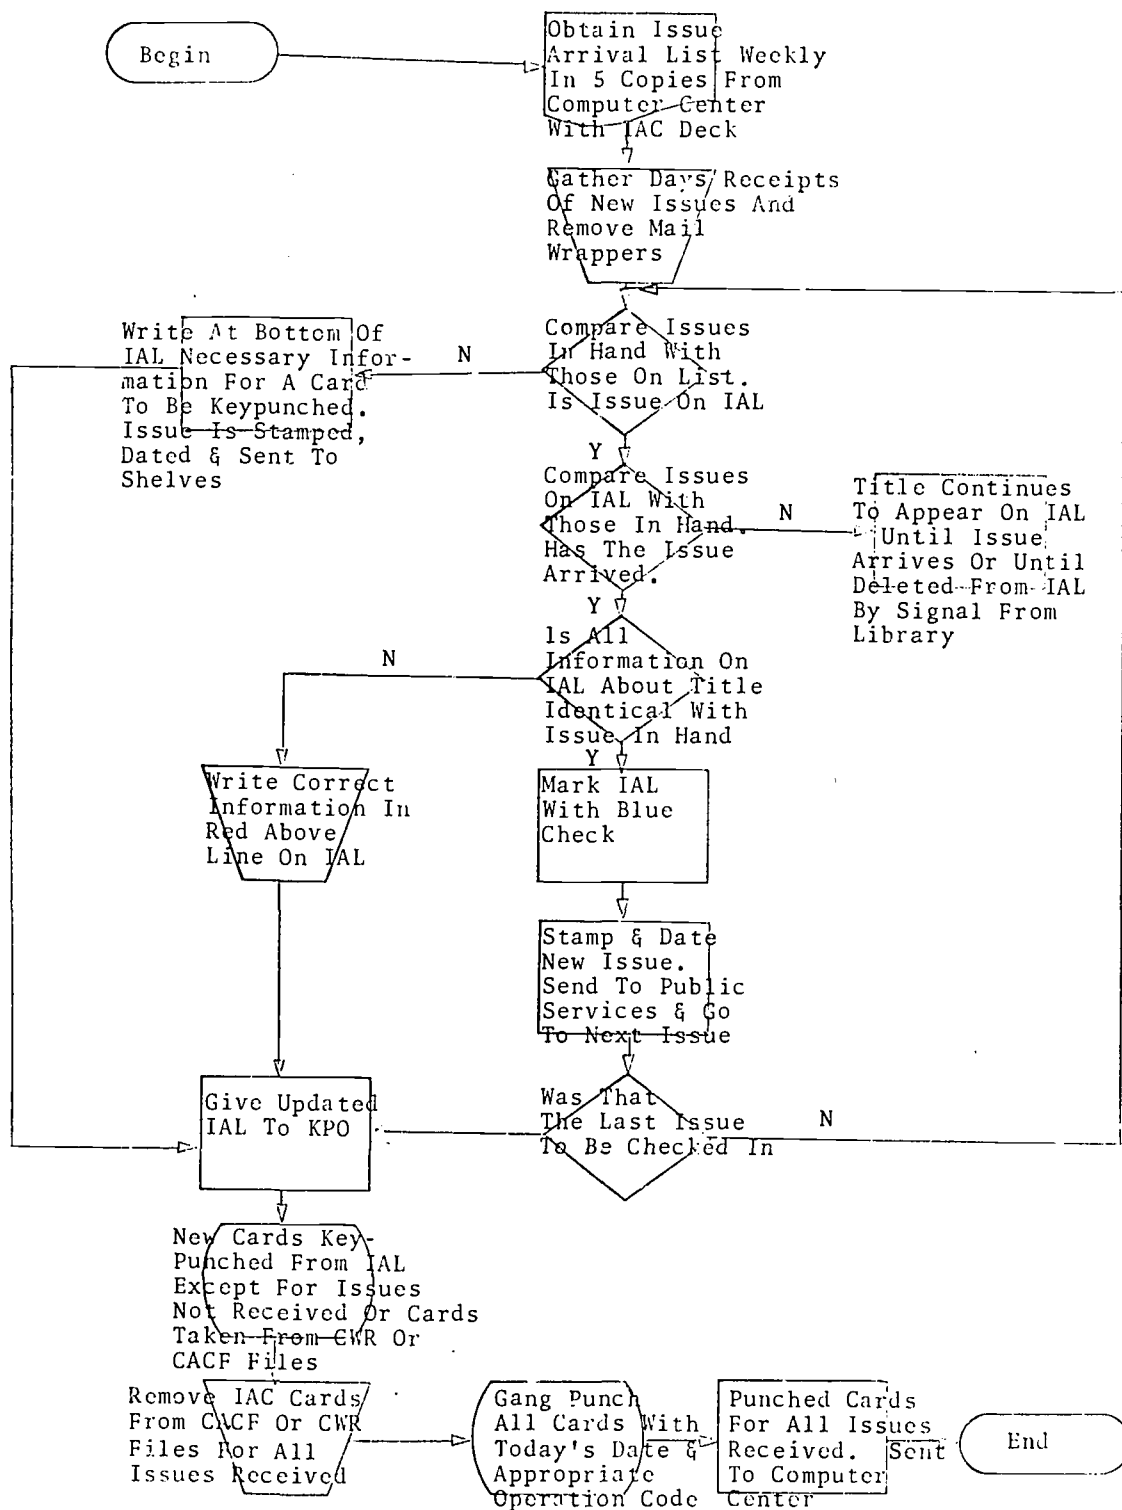 Begin
Obtain Issue
Arrival List Weekly
In 5 Copies From
Computer Center
With IAC Deck
Gather Days Receipts
Of New Issues And
Remove Mail
Wrappers
Compare Issues
In Hand With
Those On List.
Is Issue On IAL
N
Write At Bottom Of
IAL Necessary Infor-
mation For A Card
To Be Keypunched.
Issue Is Stamped,
Dated & Sent To
Shelves
Y
Compare Issues
On IAL With
Those In Hand.
Has The Issue
Arrived.
N
Title Continues
To Appear On IAL
Until Issue
Arrives Or Until
Deleted From IAL
By Signal From
Library
Y
Is All
Information On
IAL About Title
Identical With
Issue In Hand
N
Y
Write Correct
Information In
Red Above
Line On IAL
Mark IAL
With Blue
Check
Stamp & Date
New Issue.
Send To Public
Services & Go
To Next Issue
Give Updated
IAL To KPO
Was That
The Last Issue
To Be Checked In
N
New Cards Key-
Punched From IAL
Except For Issues
Not Received Or Cards
Taken From CWR Or
CACF Files
Remove IAC Cards
From CACF Or CWR
Files For All
Issues Received
Gang Punch
All Cards With
Today's Date &
Appropriate
Operation Code
Punched Cards
For All Issues
Received. Sent
To Computer
Center
End